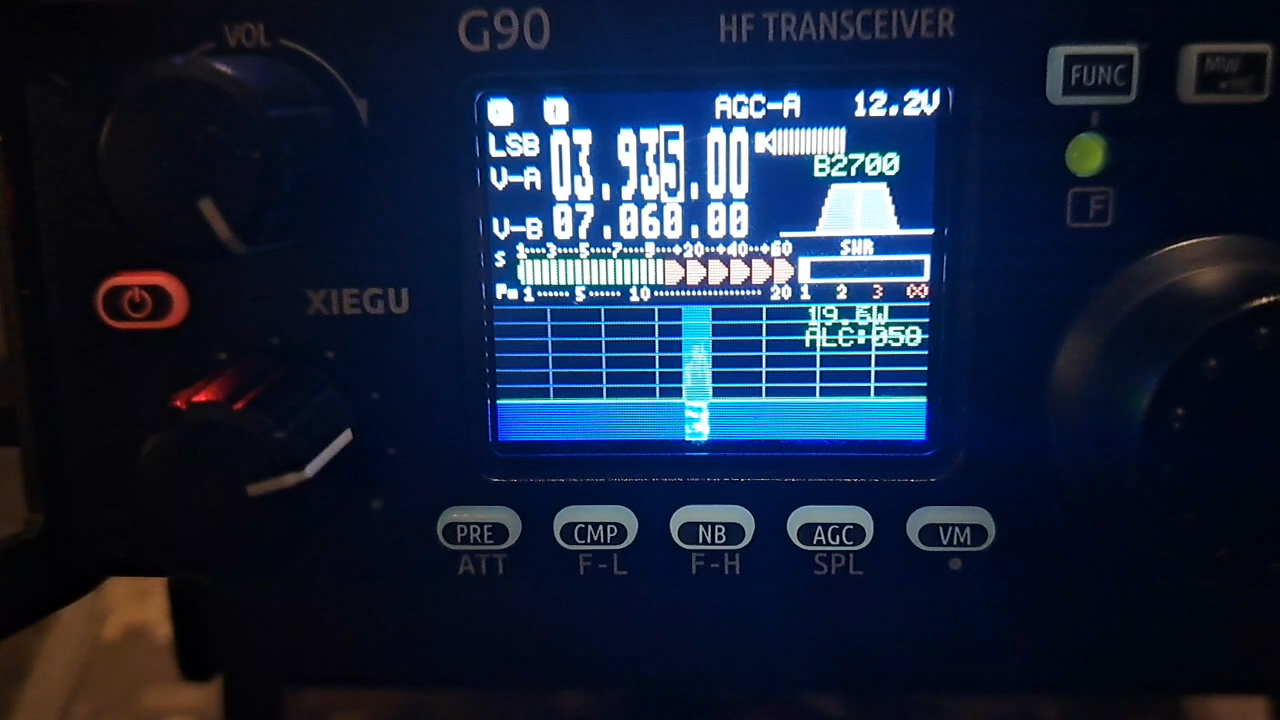 G90 HF TRANSCEIVER
VOL
FUNC
AGC-A 12.2V
LSB 03.935.00
B2700
V-A
V-B 07.060.00
F
S 1 3 5 7 9 +20 +40 +60 SWR
Po 1 5 10 20 1 2 3 ∞
XIEGU
19.6W
ALC:058
PRE CMP NB AGC VM
ATT F-L F-H SPL